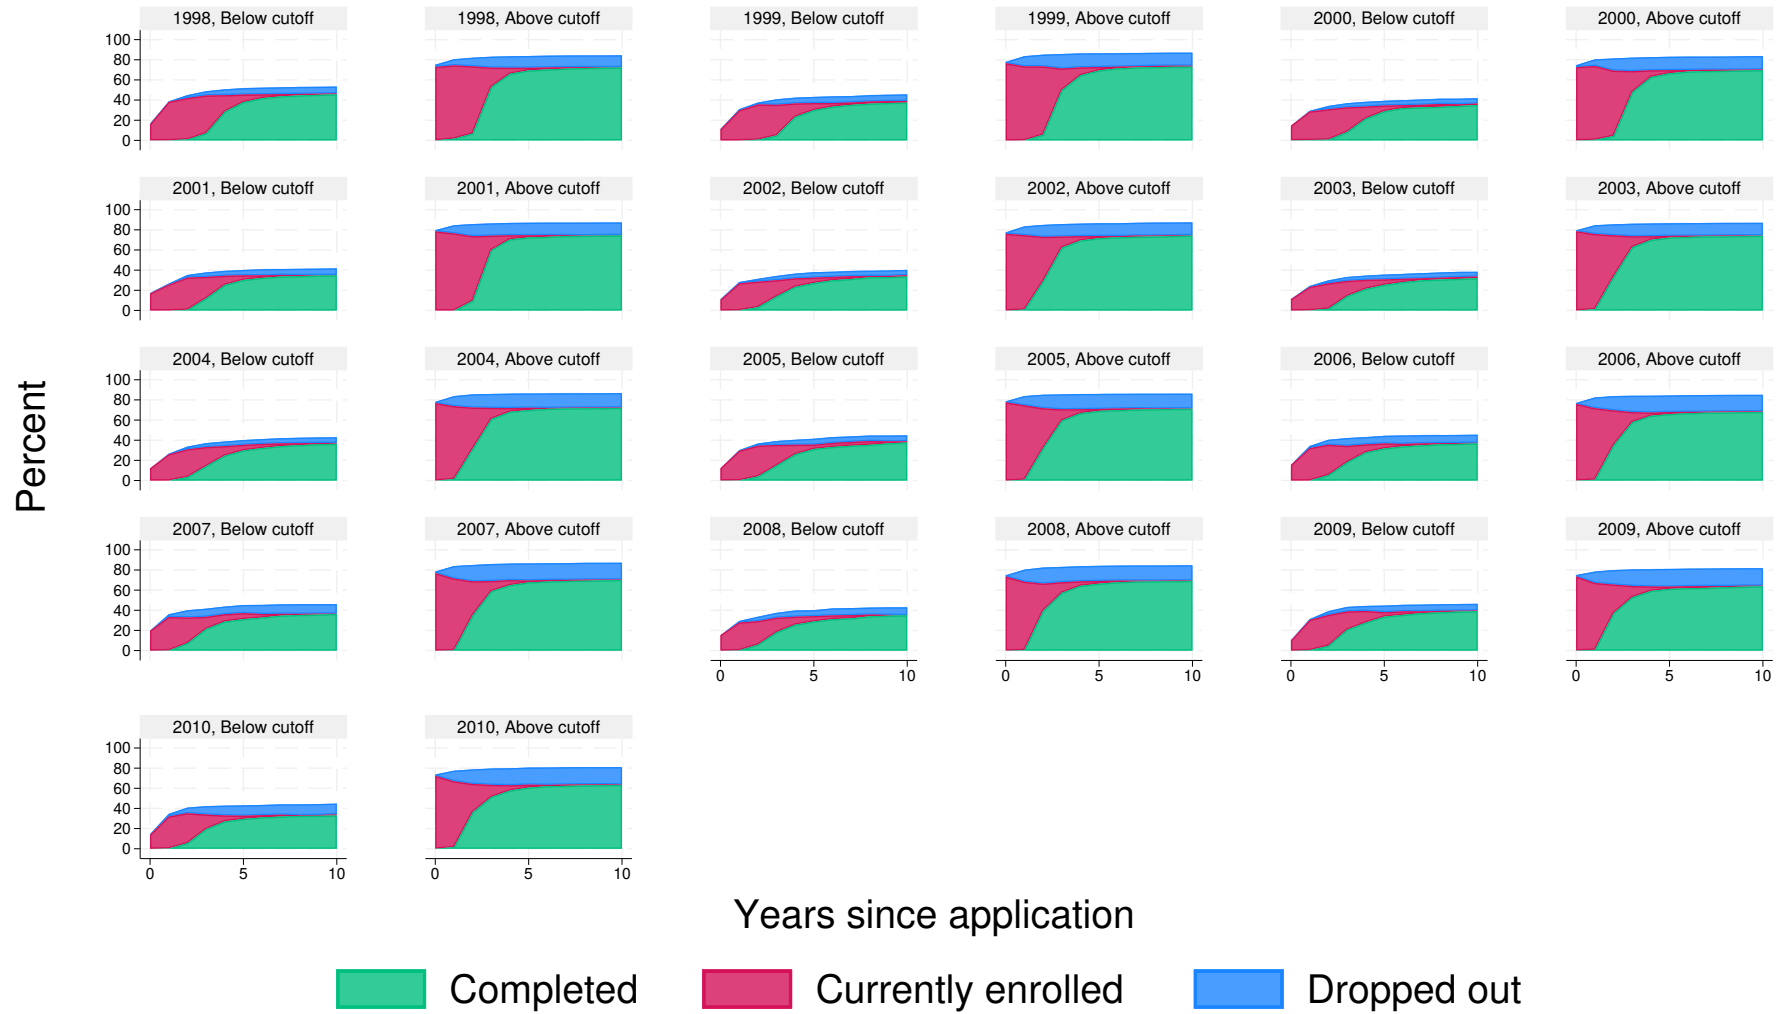 1998, Below cutoff
1998, Above cutoff
1999, Below cutoff
1999, Above cutoff
2000, Below cutoff
2000, Above cutoff
100
80
60
40
20
0
2001, Below cutoff
2001, Above cutoff
2002, Below cutoff
2002, Above cutoff
2003, Below cutoff
2003, Above cutoff
100
80
60
40
20
0
2004, Below cutoff
2004, Above cutoff
2005, Below cutoff
2005, Above cutoff
2006, Below cutoff
2006, Above cutoff
100
80
60
40
20
0
Percent
2007, Below cutoff
2007, Above cutoff
2008, Below cutoff
2008, Above cutoff
2009, Below cutoff
2009, Above cutoff
100
80
60
40
20
0
0 5 10
0 5 10
0 5 10
0 5 10
2010, Below cutoff
2010, Above cutoff
100
80
60
40
20
0
0 5 10
0 5 10
Years since application
Completed
Currently enrolled
Dropped out